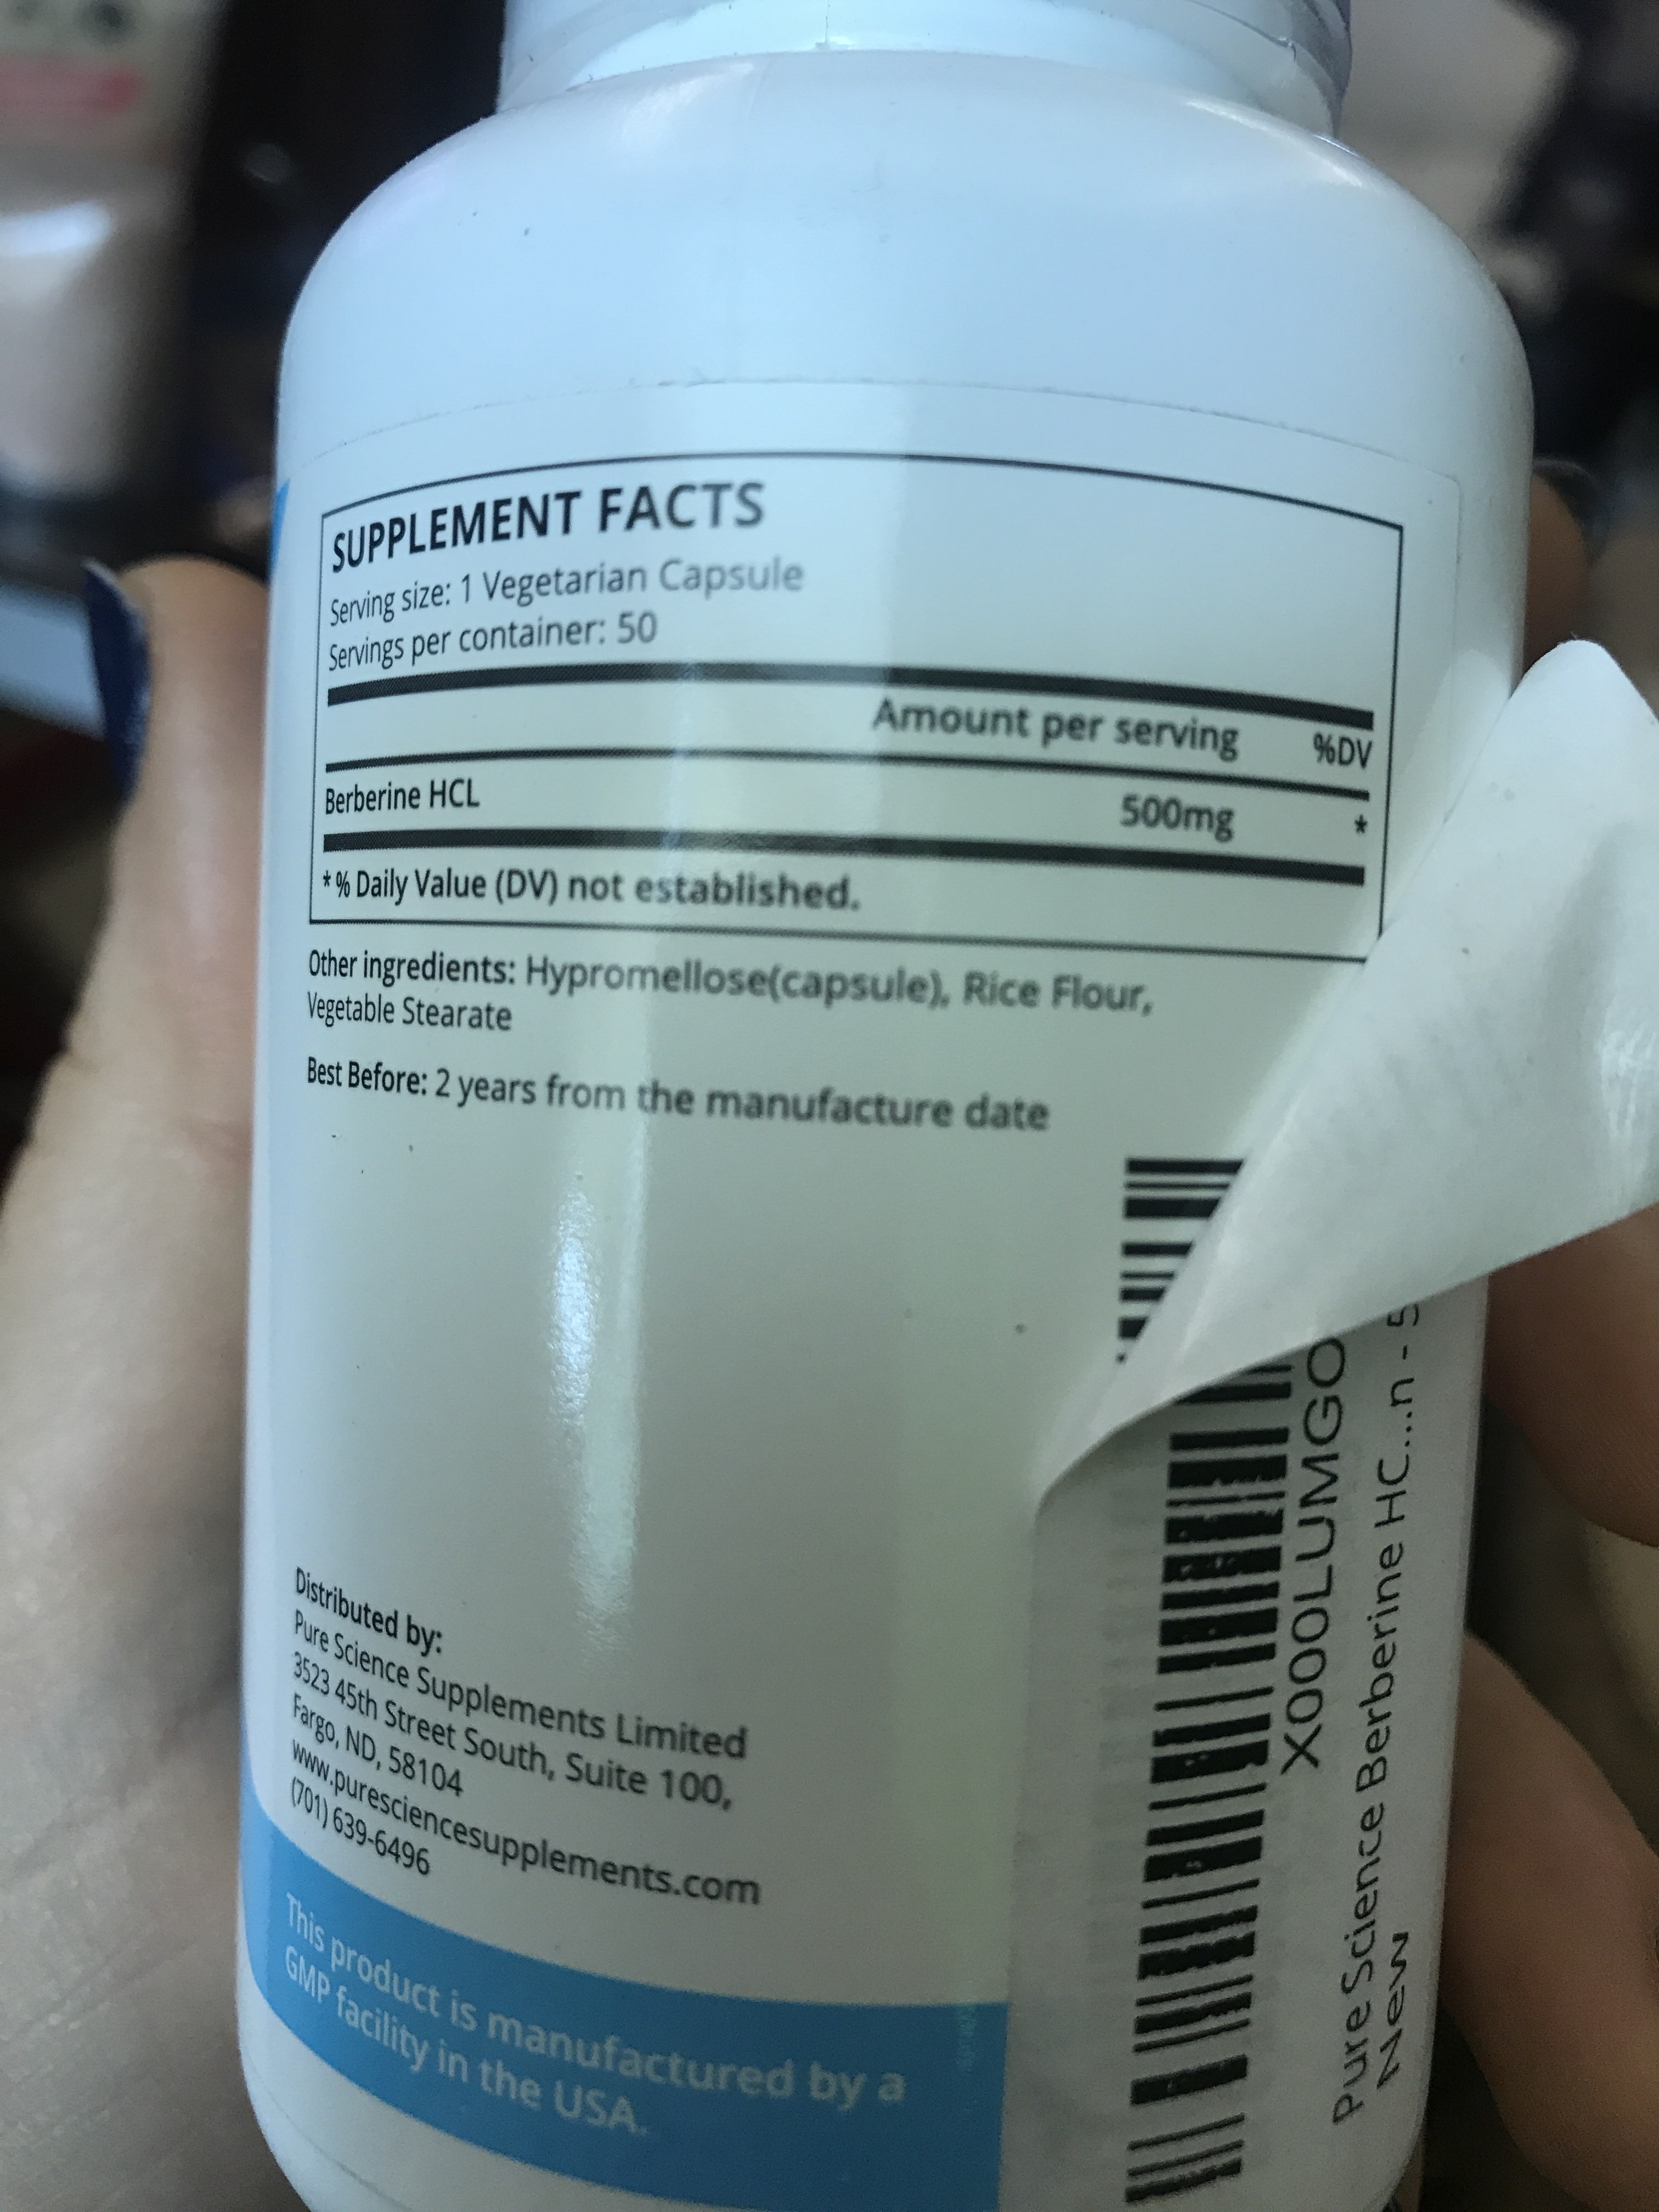 SUPPLEMENT FACTS
Serving size: 1 Vegetarian Capsule
Servings per container: 50
Amount per serving %DV
Berberine HCL 500mg *
* % Daily Value (DV) not established.
Other ingredients: Hypromellose(capsule), Rice Flour,
Vegetable Stearate
Best Before: 2 years from the manufacture date
Distributed by:
Pure Science Supplements Limited
3523 45th Street South, Suite 100,
Fargo, ND, 58104
www.puresciencesupplements.com
(701) 639-6496
This product is manufactured by a
GMP facility in the USA.
X000LUMGO
Pure Science Berberine HC...n - 5
New